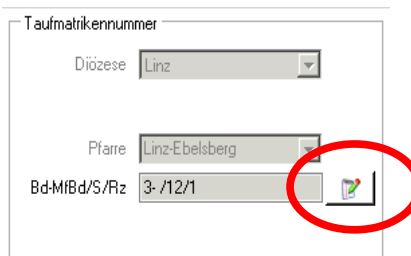 Taufmatrikennummer
Diözese Linz
Pfarre Linz-Ebelsberg
Bd-MfBd/S/Rz 3- /12/1